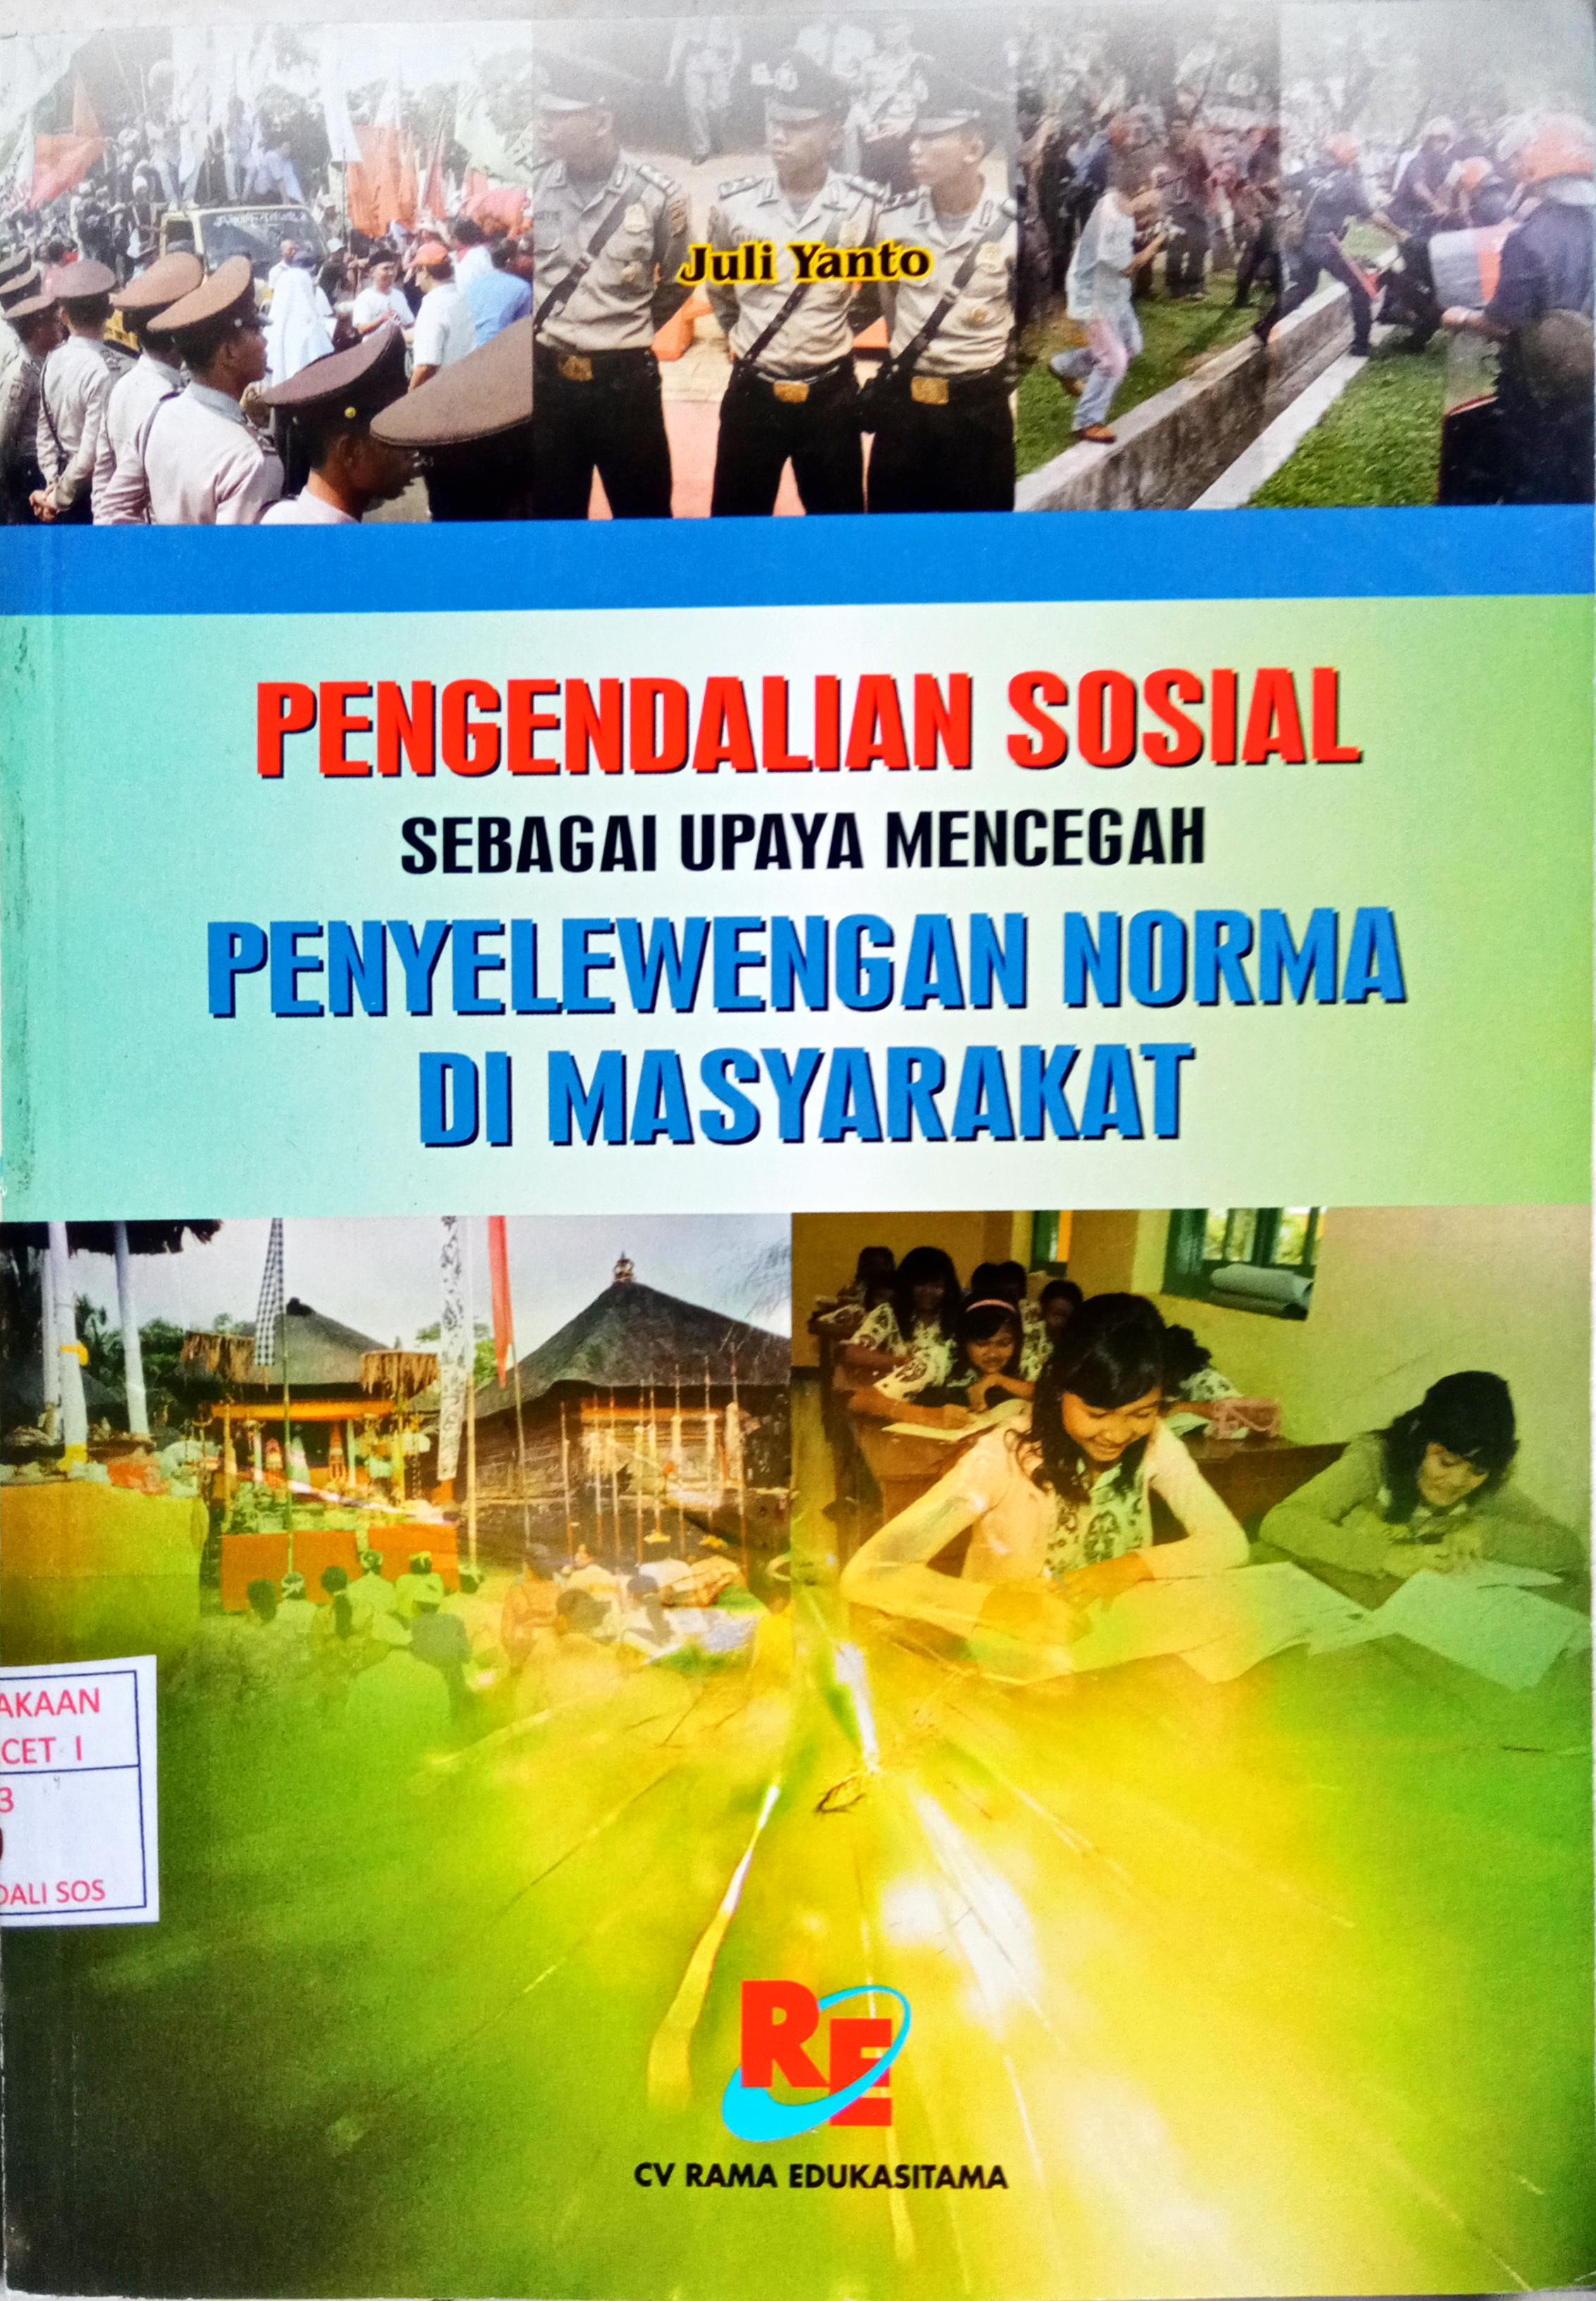 Juli Yanto
PENGENDALIAN SOSIAL
SEBAGAI UPAYA MENCEGAH
PENYELEWENGAN NORMA
DI MASYARAKAT
AKAAN
CET I
3
DALI SOS
RE
CV RAMA EDUKASITAMA